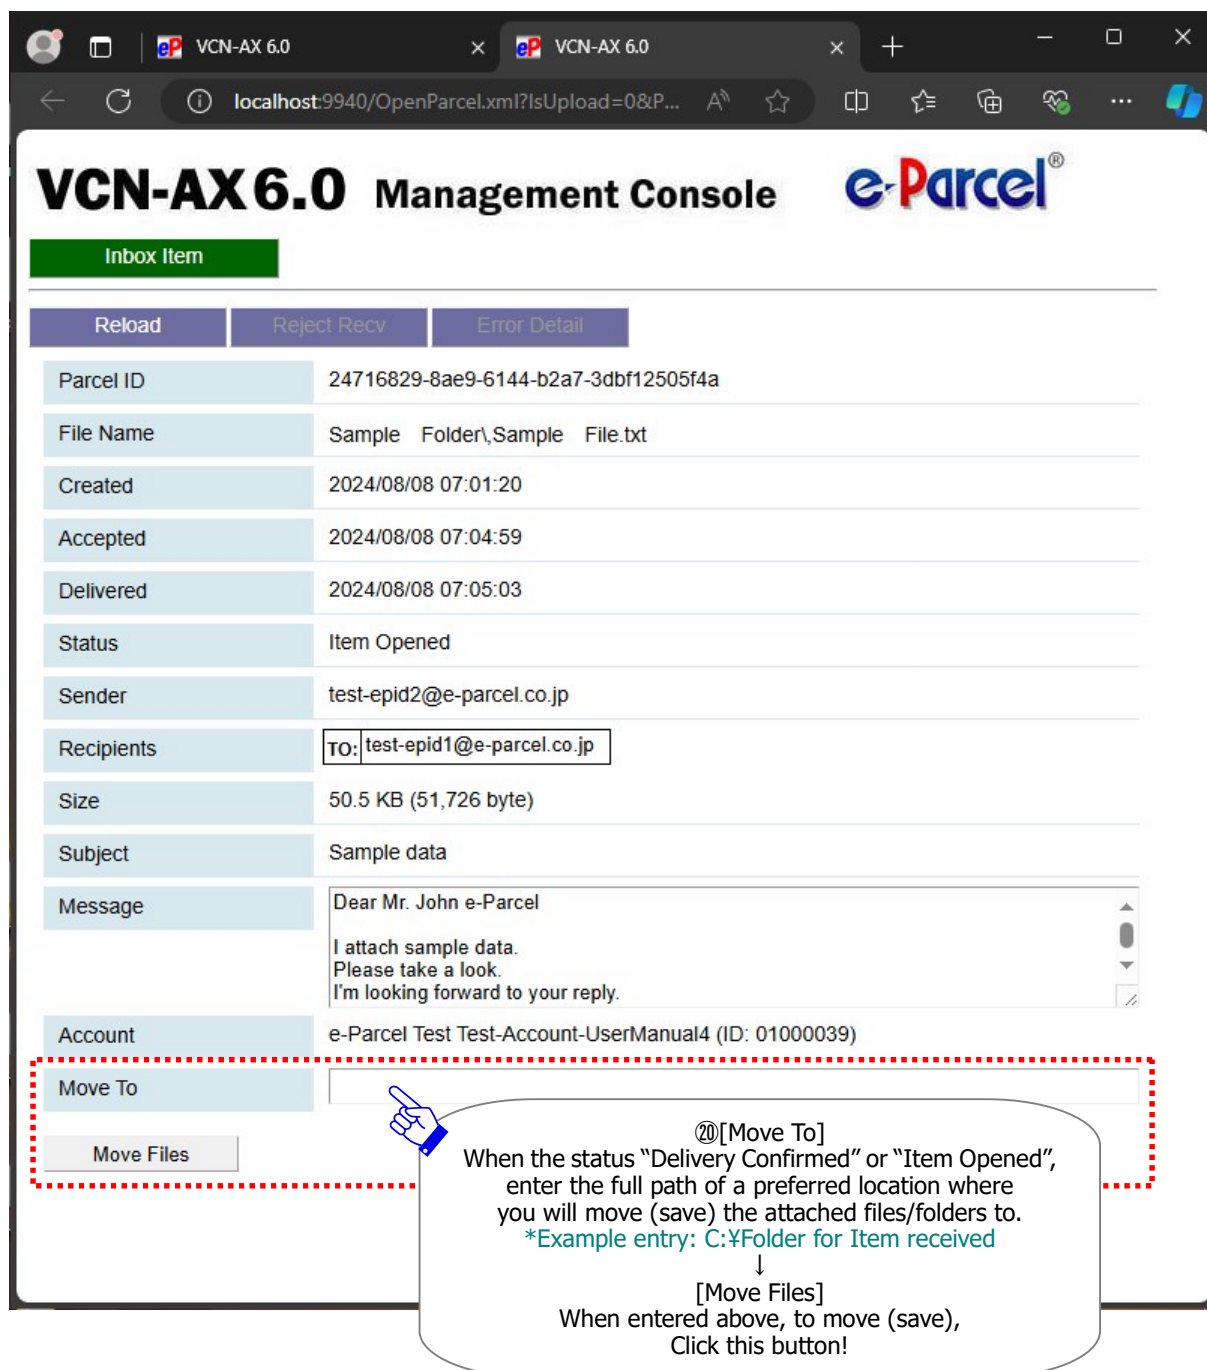 VCN-AX 6.0
VCN-AX 6.0
localhost:9940/OpenParcel.xml?IsUpload=0&P...
VCN-AX 6.0 Management Console e-Parcel®
Inbox Item
Reload Reject Recv Error Detail
Parcel ID 24716829-8ae9-6144-b2a7-3dbf12505f4a
File Name Sample Folder\,Sample File.txt
Created 2024/08/08 07:01:20
Accepted 2024/08/08 07:04:59
Delivered 2024/08/08 07:05:03
Status Item Opened
Sender test-epid2@e-parcel.co.jp
Recipients TO: test-epid1@e-parcel.co.jp
Size 50.5 KB (51,726 byte)
Subject Sample data
Message Dear Mr. John e-Parcel
I attach sample data.
Please take a look.
I'm looking forward to your reply.
Account e-Parcel Test Test-Account-UserManual4 (ID: 01000039)
Move To
Move Files
⑳[Move To]
When the status “Delivery Confirmed” or “Item Opened”,
enter the full path of a preferred location where
you will move (save) the attached files/folders to.
*Example entry: C:¥Folder for Item received
↓
[Move Files]
When entered above, to move (save),
Click this button!